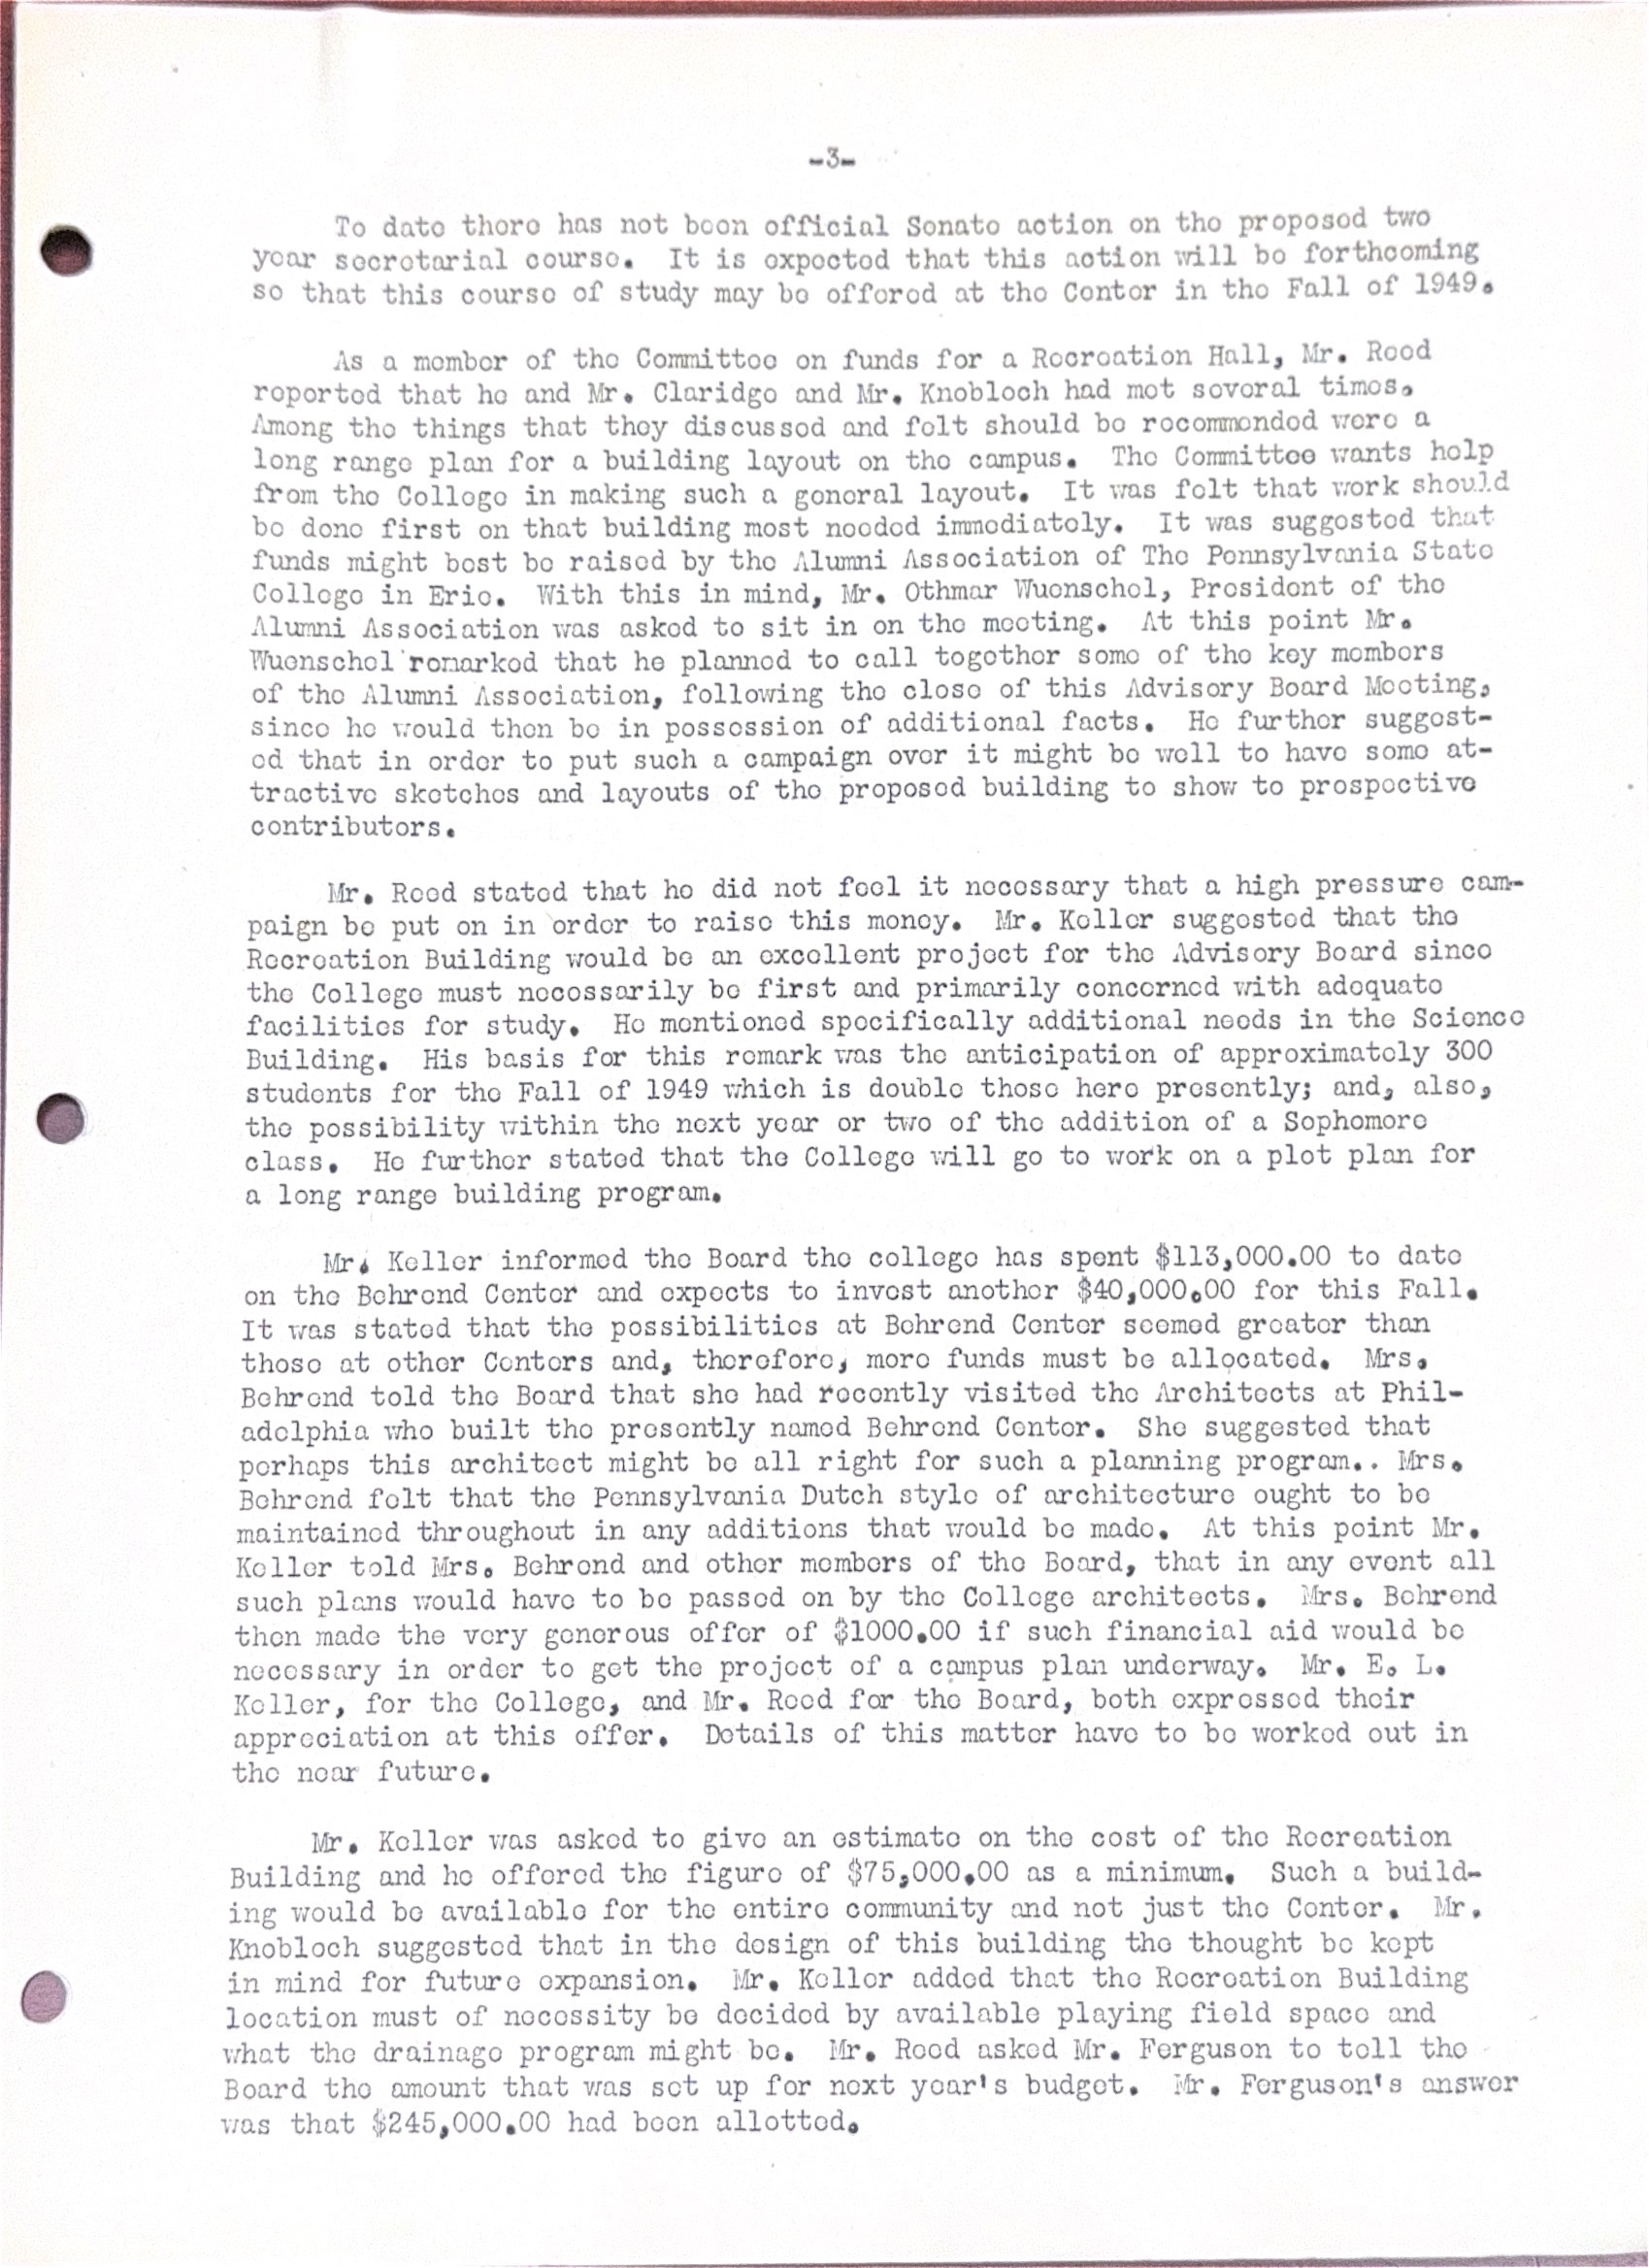 -3-
To date there has not been official Senate action on the proposed two
year secretarial course. It is expected that this action will be forthcoming
so that this course of study may be offered at the Center in the Fall of 1949.
As a member of the Committee on funds for a Recreation Hall, Mr. Reed
reported that he and Mr. Claridge and Mr. Knobloch had met several times.
Among the things that they discussed and felt should be recommended were a
long range plan for a building layout on the campus. The Committee wants help
from the College in making such a general layout. It was felt that work should
be done first on that building most needed immediately. It was suggested that
funds might best be raised by the Alumni Association of The Pennsylvania State
College in Erie. With this in mind, Mr. Othmar Wuenschel, President of the
Alumni Association was asked to sit in on the meeting. At this point Mr.
Wuenschel remarked that he planned to call together some of the key members
of the Alumni Association, following the close of this Advisory Board Meeting,
since he would then be in possession of additional facts. He further suggest-
ed that in order to put such a campaign over it might be well to have some at-
tractive sketches and layouts of the proposed building to show to prospective
contributors.
Mr. Reed stated that he did not feel it necessary that a high pressure cam-
paign be put on in order to raise this money. Mr. Keller suggested that the
Recreation Building would be an excellent project for the Advisory Board since
the College must necessarily be first and primarily concerned with adequate
facilities for study. He mentioned specifically additional needs in the Science
Building. His basis for this remark was the anticipation of approximately 300
students for the Fall of 1949 which is double those here presently; and, also,
the possibility within the next year or two of the addition of a Sophomore
class. He further stated that the College will go to work on a plot plan for
a long range building program.
Mr. Keller informed the Board the college has spent $113,000.00 to date
on the Behrend Center and expects to invest another $40,000.00 for this Fall.
It was stated that the possibilities at Behrend Center seemed greater than
those at other Centers and, therefore, more funds must be allocated. Mrs.
Behrend told the Board that she had recently visited the Architects at Phil-
adelphia who built the presently named Behrend Center. She suggested that
perhaps this architect might be all right for such a planning program.. Mrs.
Behrend felt that the Pennsylvania Dutch style of architecture ought to be
maintained throughout in any additions that would be made. At this point Mr.
Keller told Mrs. Behrend and other members of the Board, that in any event all
such plans would have to be passed on by the College architects. Mrs. Behrend
then made the very generous offer of $1000.00 if such financial aid would be
necessary in order to get the project of a campus plan underway. Mr. E. L.
Keller, for the College, and Mr. Reed for the Board, both expressed their
appreciation at this offer. Details of this matter have to be worked out in
the near future.
Mr. Keller was asked to give an estimate on the cost of the Recreation
Building and he offered the figure of $75,000.00 as a minimum. Such a build-
ing would be available for the entire community and not just the Center. Mr.
Knobloch suggested that in the design of this building the thought be kept
in mind for future expansion. Mr. Keller added that the Recreation Building
location must of necessity be decided by available playing field space and
what the drainage program might be. Mr. Reed asked Mr. Ferguson to tell the
Board the amount that was set up for next year's budget. Mr. Ferguson's answer
was that $245,000.00 had been allotted.